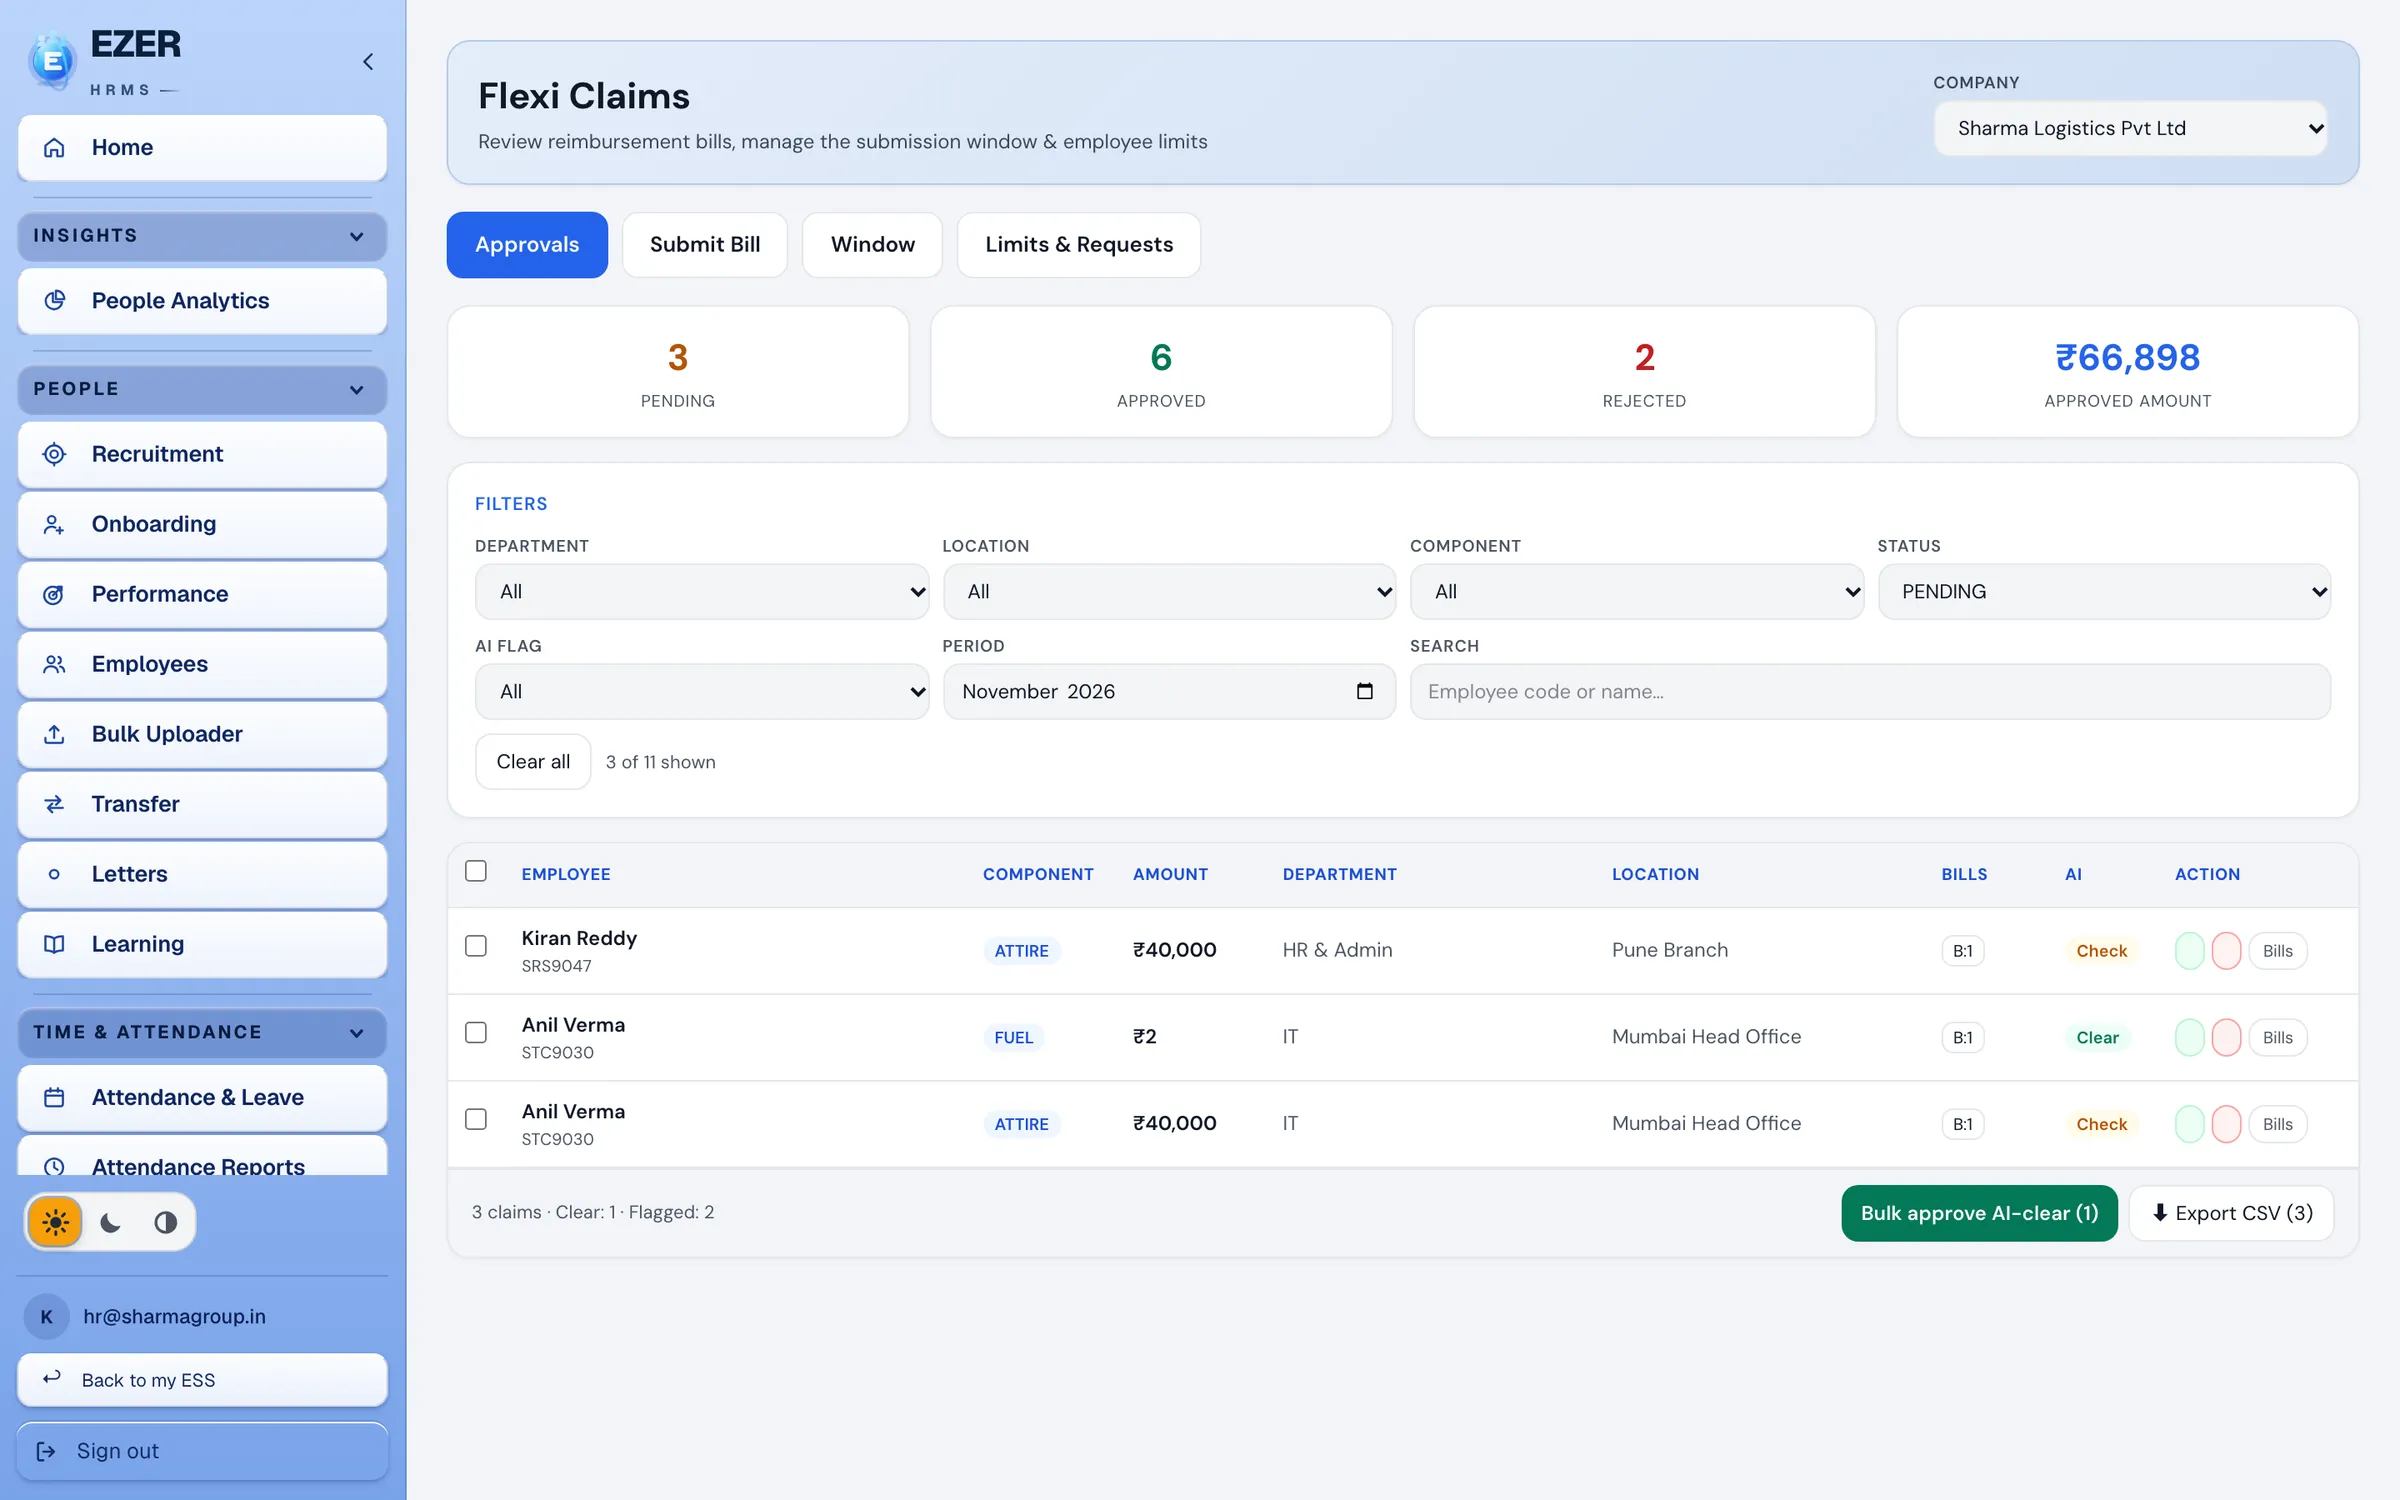 EZER
HRMS
Home
INSIGHTS
People Analytics
PEOPLE
Recruitment
Onboarding
Performance
Employees
Bulk Uploader
Transfer
Letters
Learning
TIME & ATTENDANCE
Attendance & Leave
Attendance Reports
K hr@sharmagroup.in
Back to my ESS
Sign out
Flexi Claims
Review reimbursement bills, manage the submission window & employee limits
COMPANY
Sharma Logistics Pvt Ltd
Approvals Submit Bill Window Limits & Requests
3 6 2 ₹66,898
PENDING APPROVED REJECTED APPROVED AMOUNT
FILTERS
DEPARTMENT LOCATION COMPONENT STATUS
All All All PENDING
AI FLAG PERIOD SEARCH
All November 2026 Employee code or name...
Clear all 3 of 11 shown
EMPLOYEE COMPONENT AMOUNT DEPARTMENT LOCATION BILLS AI ACTION
Kiran Reddy
SRS9047 ATTIRE ₹40,000 HR & Admin Pune Branch B:1 Check Bills
Anil Verma
STC9030 FUEL ₹2 IT Mumbai Head Office B:1 Clear Bills
Anil Verma
STC9030 ATTIRE ₹40,000 IT Mumbai Head Office B:1 Check Bills
3 claims · Clear: 1 · Flagged: 2 Bulk approve AI-clear (1) Export CSV (3)